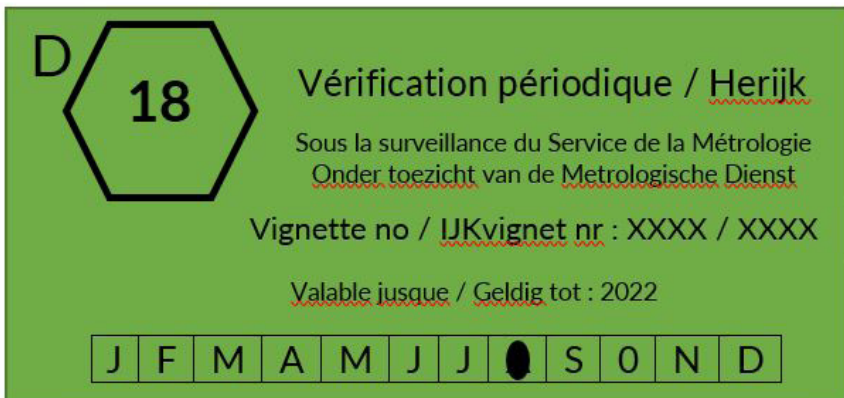 D
18
Vérification périodique / Herijk
Sous la surveillance du Service de la Métrologie
Onder toezicht van de Metrologische Dienst
Vignette no / IJKvignet nr : XXXX / XXXX
Valable jusque / Geldig tot : 2022
J F M A M J J S 0 N D